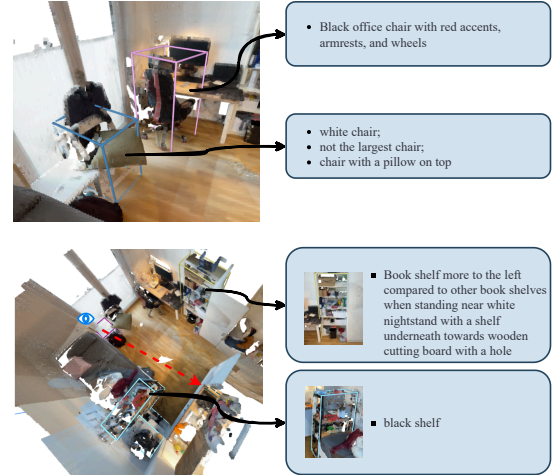 Black office chair with red accents,
armrests, and wheels
white chair;
not the largest chair;
chair with a pillow on top
Book shelf more to the left
compared to other book shelves
when standing near white
nightstand with a shelf
underneath towards wooden
cutting board with a hole
black shelf